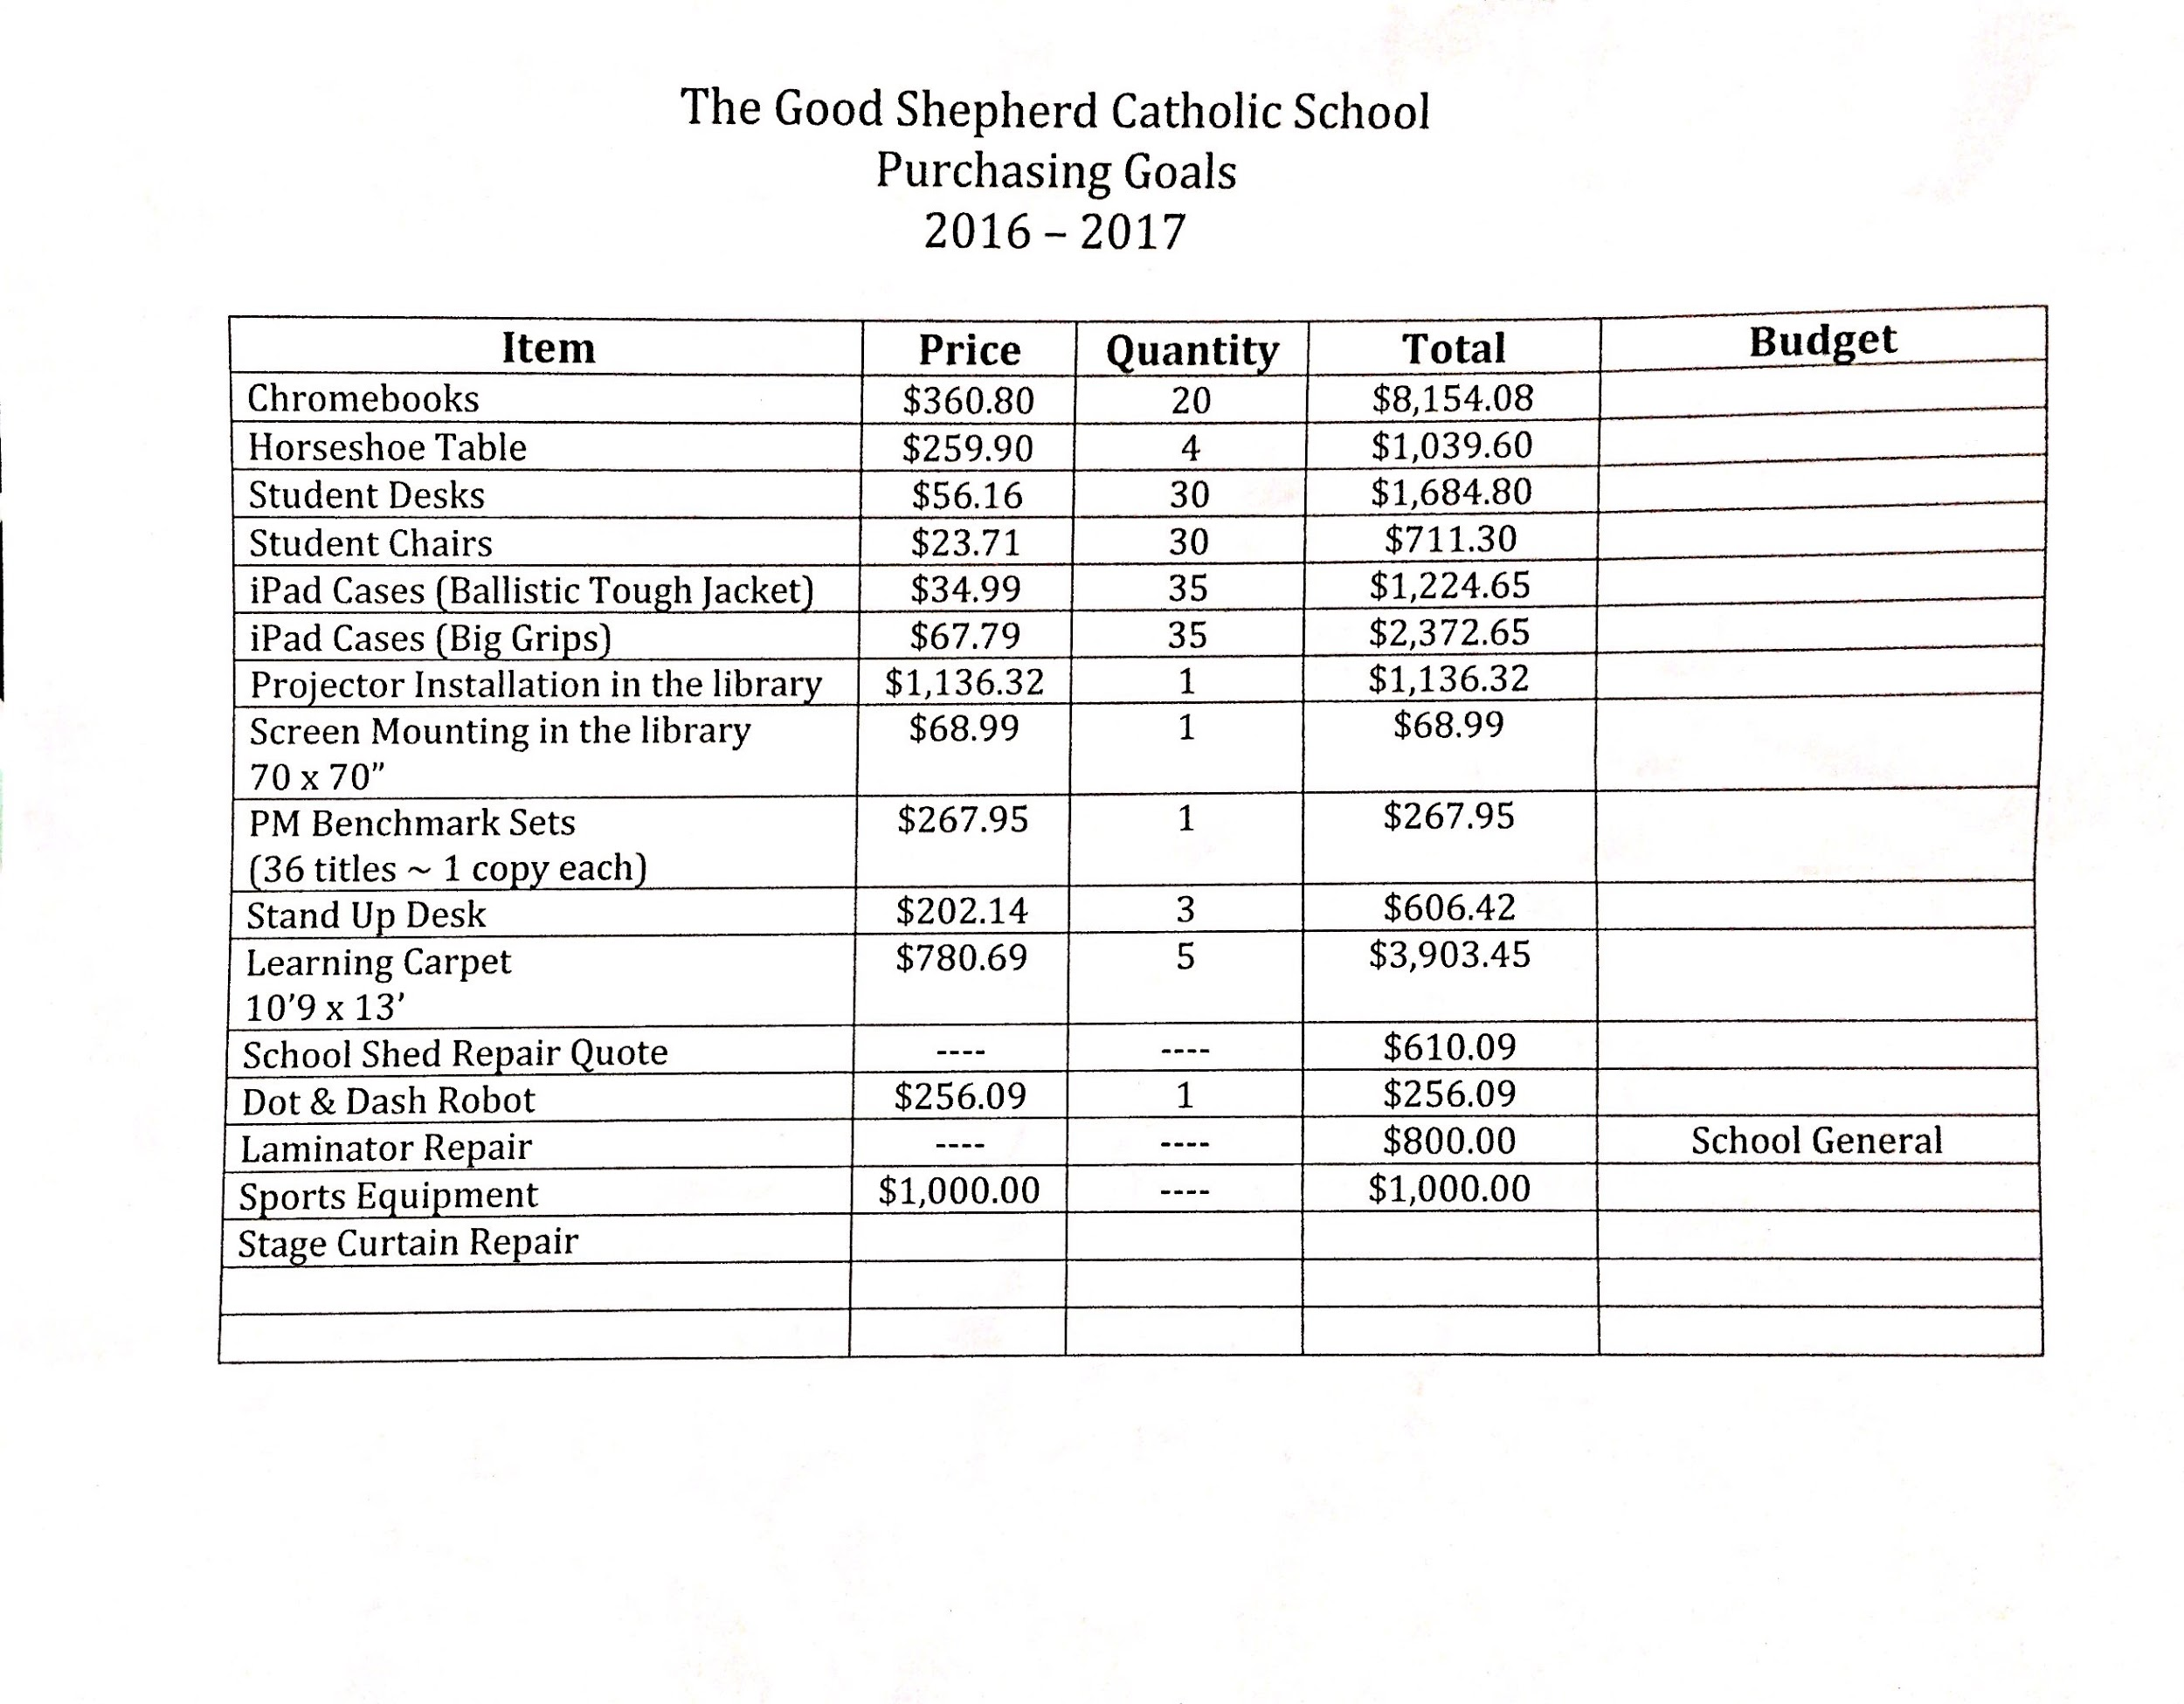 The Good Shepherd Catholic School
Purchasing Goals
2016 – 2017
Item Price Quantity Total Budget
Chromebooks $360.80 20 $8,154.08
Horseshoe Table $259.90 4 $1,039.60
Student Desks $56.16 30 $1,684.80
Student Chairs $23.71 30 $711.30
iPad Cases (Ballistic Tough Jacket) $34.99 35 $1,224.65
iPad Cases (Big Grips) $67.79 35 $2,372.65
Projector Installation in the library $1,136.32 1 $1,136.32
Screen Mounting in the library $68.99 1 $68.99
70 x 70”
PM Benchmark Sets $267.95 1 $267.95
(36 titles ~ 1 copy each)
Stand Up Desk $202.14 3 $606.42
Learning Carpet $780.69 5 $3,903.45
10’9 x 13’
School Shed Repair Quote ---- ---- $610.09
Dot & Dash Robot $256.09 1 $256.09
Laminator Repair ---- ---- $800.00 School General
Sports Equipment $1,000.00 ---- $1,000.00
Stage Curtain Repair